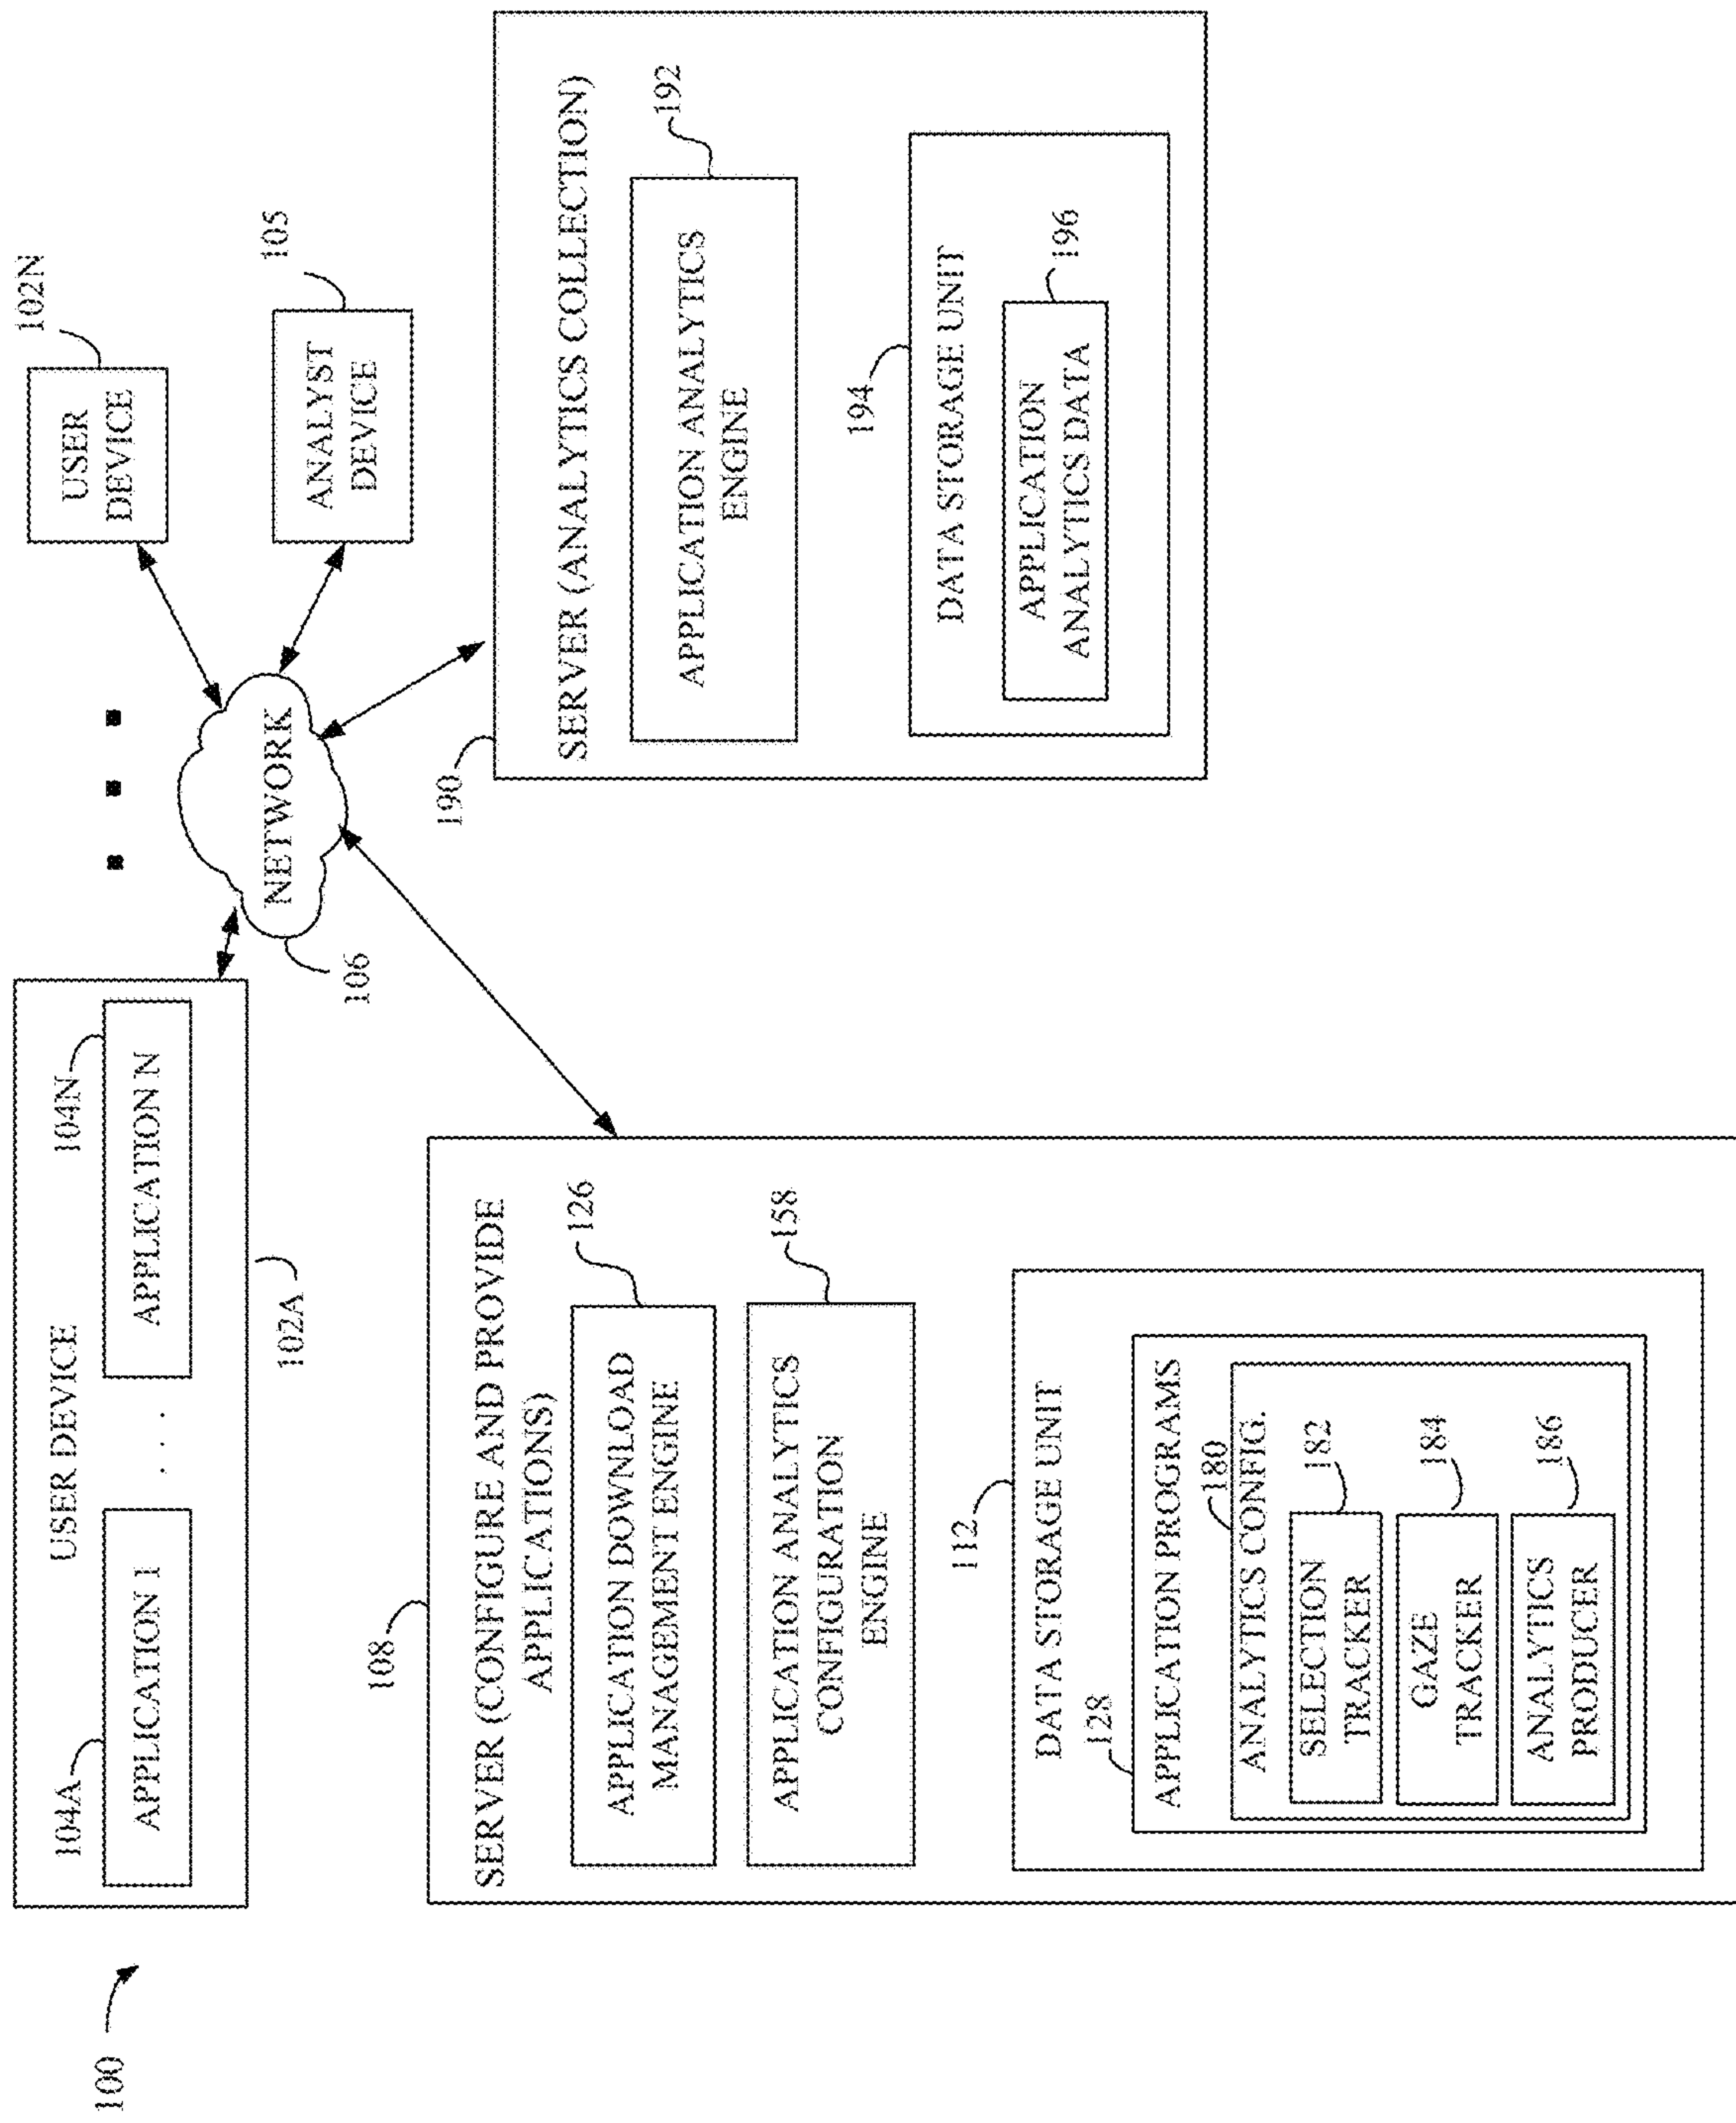 100
USER DEVICE
104A
APPLICATION 1
. . .
104N
APPLICATION N
102A
NETWORK
106
102N
USER
DEVICE
105
ANALYST
DEVICE
108
SERVER (CONFIGURE AND PROVIDE
APPLICATIONS)
126
APPLICATION DOWNLOAD
MANAGEMENT ENGINE
158
APPLICATION ANALYTICS
CONFIGURATION
ENGINE
112
DATA STORAGE UNIT
128
APPLICATION PROGRAMS
180
ANALYTICS CONFIG.
182
SELECTION
TRACKER
184
GAZE
TRACKER
186
ANALYTICS
PRODUCER
190
SERVER (ANALYTICS COLLECTION)
192
APPLICATION ANALYTICS
ENGINE
194
DATA STORAGE UNIT
196
APPLICATION
ANALYTICS DATA